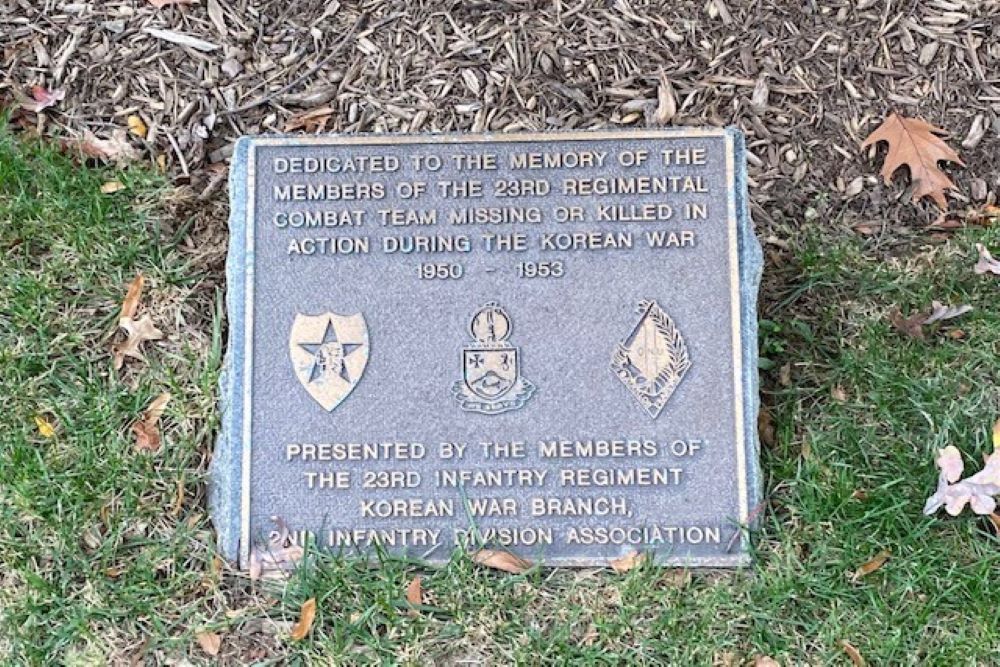 DEDICATED TO THE MEMORY OF THE
MEMBERS OF THE 23RD REGIMENTAL
COMBAT TEAM MISSING OR KILLED IN
ACTION DURING THE KOREAN WAR
1950 - 1953
PRESENTED BY THE MEMBERS OF
THE 23RD INFANTRY REGIMENT
KOREAN WAR BRANCH,
2ND INFANTRY DIVISION ASSOCIATION